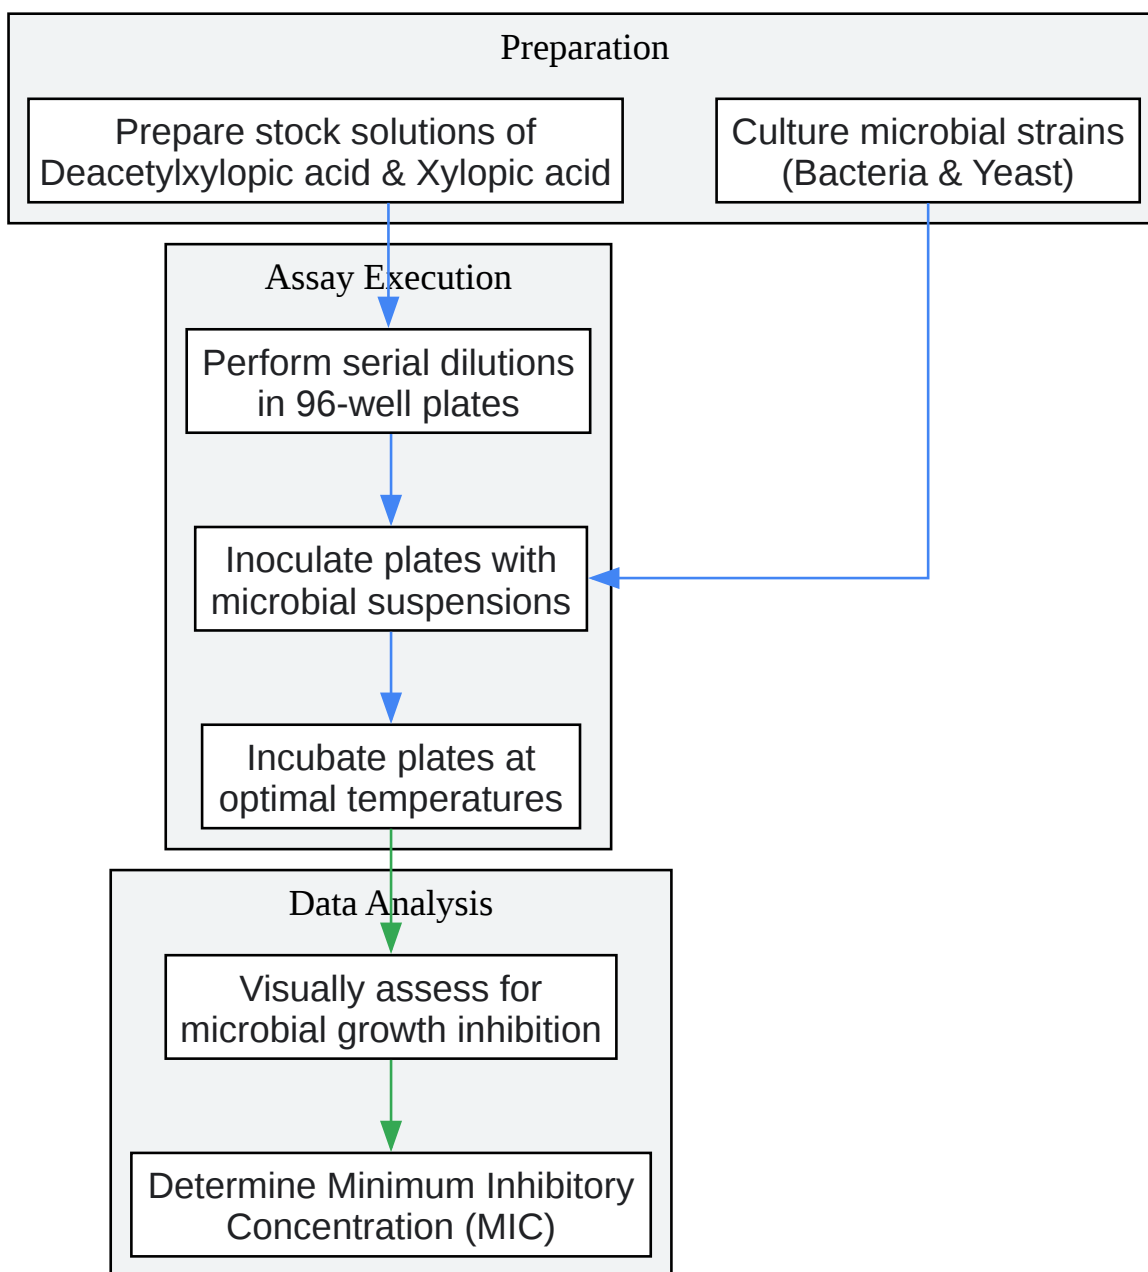 Preparation
Prepare stock solutions of
Deacetylxylopic acid & Xylopic acid
Culture microbial strains
(Bacteria & Yeast)
Assay Execution
Perform serial dilutions
in 96-well plates
Inoculate plates with
microbial suspensions
Incubate plates at
optimal temperatures
Data Analysis
Visually assess for
microbial growth inhibition
Determine Minimum Inhibitory
Concentration (MIC)